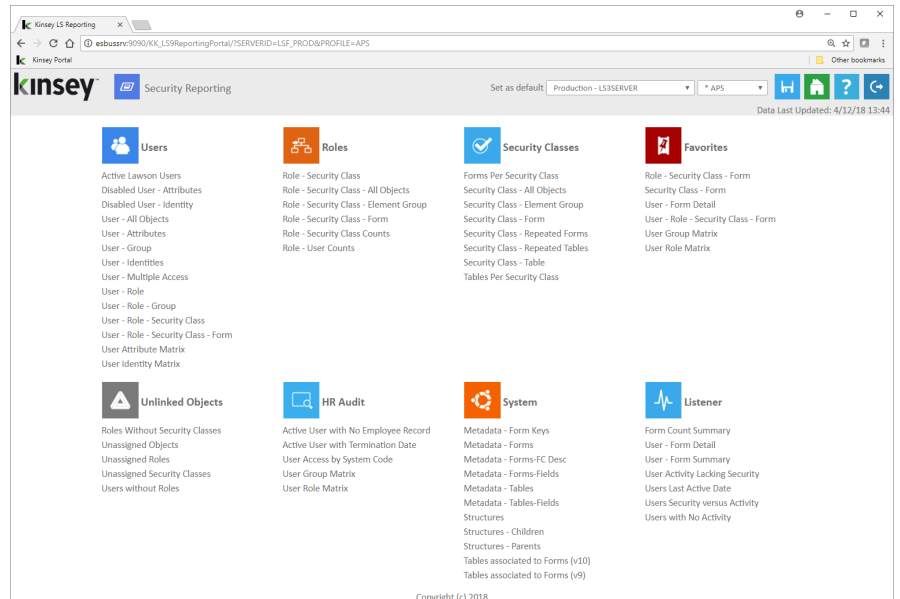 Kinsey LS Reporting
esbussrv:9090/KK_LS9ReportingPortal/?SERVERID=LSF_PROD&PROFILE=APS
Kinsey Portal
Other bookmarks
kinsey
Security Reporting
Set as default
Production - LS3SERVER
* APS
Data Last Updated: 4/12/18 13:44
Users
Active Lawson Users
Disabled User - Attributes
Disabled User - Identity
User - All Objects
User - Attributes
User - Group
User - Identities
User - Multiple Access
User - Role
User - Role - Group
User - Role - Security Class
User - Role - Security Class - Form
User Attribute Matrix
User Identity Matrix
Roles
Role - Security Class
Role - Security Class - All Objects
Role - Security Class - Element Group
Role - Security Class - Form
Role - Security Class Counts
Role - User Counts
Security Classes
Forms Per Security Class
Security Class - All Objects
Security Class - Element Group
Security Class - Form
Security Class - Repeated Forms
Security Class - Repeated Tables
Security Class - Table
Tables Per Security Class
Favorites
Role - Security Class - Form
Security Class - Form
User - Form Detail
User - Role - Security Class - Form
User Group Matrix
User Role Matrix
Unlinked Objects
Roles Without Security Classes
Unassigned Objects
Unassigned Roles
Unassigned Security Classes
Users without Roles
HR Audit
Active User with No Employee Record
Active User with Termination Date
User Access by System Code
User Group Matrix
User Role Matrix
System
Metadata - Form Keys
Metadata - Forms
Metadata - Forms-FC Desc
Metadata - Forms-Fields
Metadata - Tables
Metadata - Tables-Fields
Structures
Structures - Children
Structures - Parents
Tables associated to Forms (v10)
Tables associated to Forms (v9)
Listener
Form Count Summary
User - Form Detail
User - Form Summary
User Activity Lacking Security
Users Last Active Date
Users Security versus Activity
Users with No Activity
Copyright (c) 2018